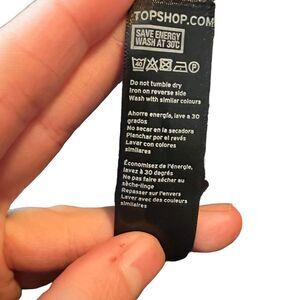 TOPSHOP.COM
SAVE ENERGY
WASH AT 30°C
Do not tumble dry
Iron on reverse side
Wash with similar colours
Ahorre energía, lave a 30
grados
No secar en la secadora
Planchar por el revés
Lavar con colores
similares
Économisez de l'énergie,
lavez à 30 degrés
Ne pas faire sécher au
sèche-linge
Repasser sur l'envers
Laver avec des couleurs
similaires